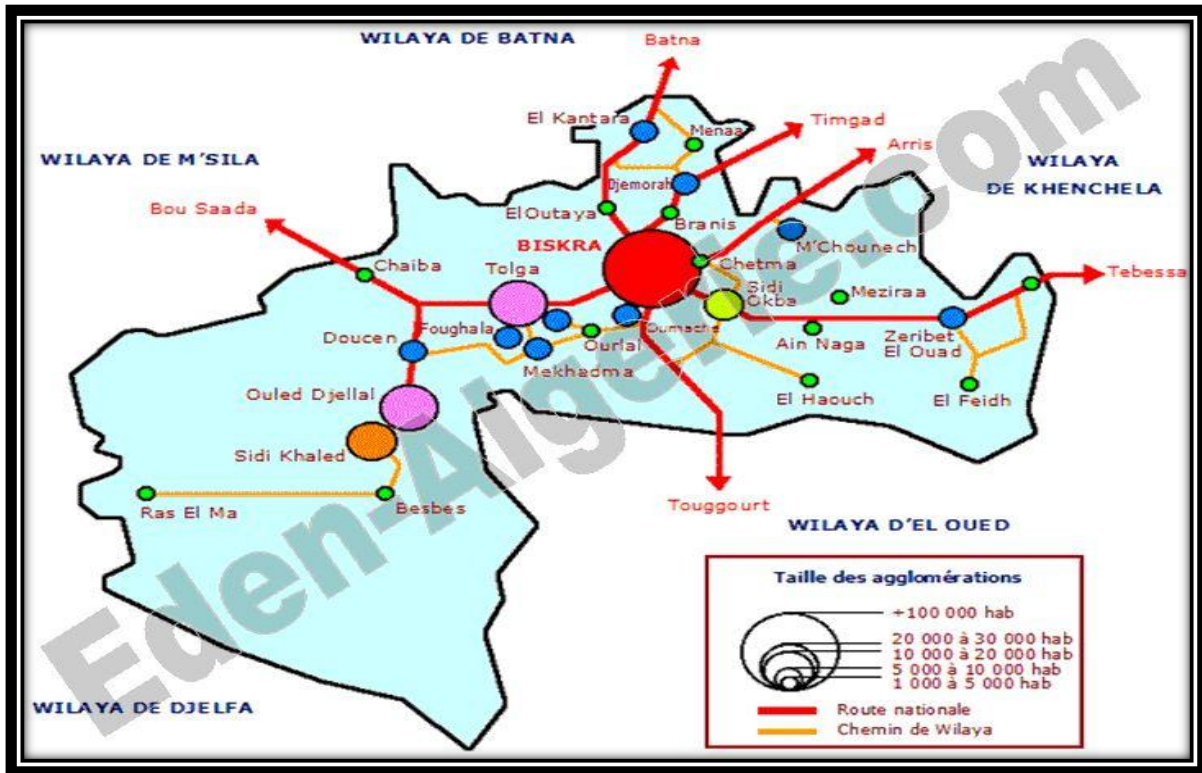 WILAYA DE BATNA
Batna
El Kantara
Menaa
Timgad
Arris
WILAYA DE M'SILA
WILAYA
DE KHENCHELA
Djemorah
Bou Saada
El Outaya
Branis
BISKRA
M'Chounech
Chaiba
Tolga
Chetma
Tebessa
Sidi
Okba
Meziraa
Foughala
Oumache
Doucen
Ourlal
Ain Naga
Zeribet
El Ouad
Mekhadma
Ouled Djellal
El Haouch
El Feidh
Sidi Khaled
Ras El Ma
Besbes
Touggourt
WILAYA D'EL OUED
Taille des agglomérations
+100 000 hab
20 000 à 30 000 hab
10 000 à 20 000 hab
5 000 à 10 000 hab
1 000 à 5 000 hab
WILAYA DE DJELFA
Route nationale
Chemin de Wilaya
Eden-Algerie.com